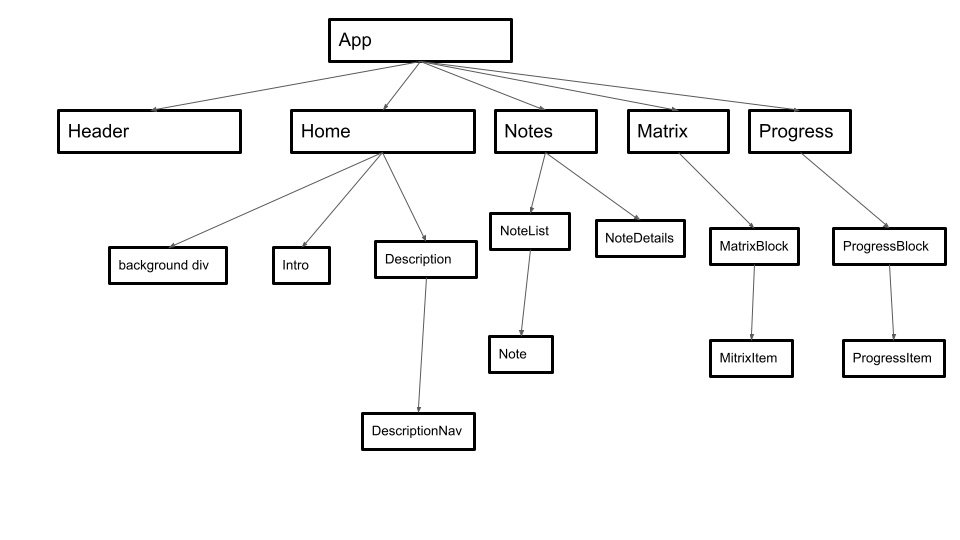 App
Header
Home
Notes
Matrix
Progress
background div
Intro
Description
NoteList
NoteDetails
MatrixBlock
ProgressBlock
Note
MitrixItem
ProgressItem
DescriptionNav